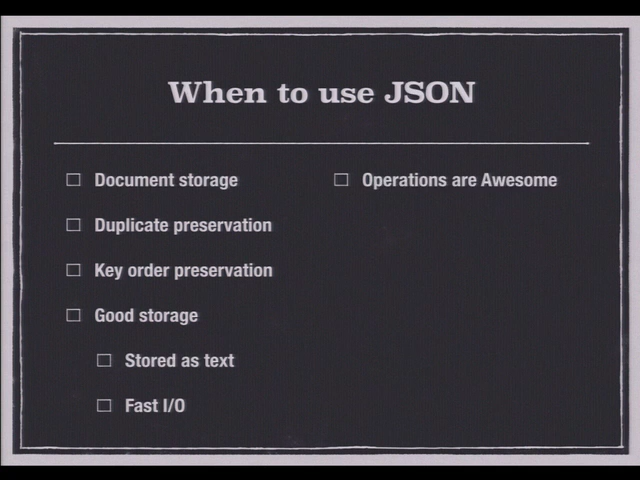 When to use JSON
Document storage
Duplicate preservation
Key order preservation
Good storage
Stored as text
Fast I/O
Operations are Awesome